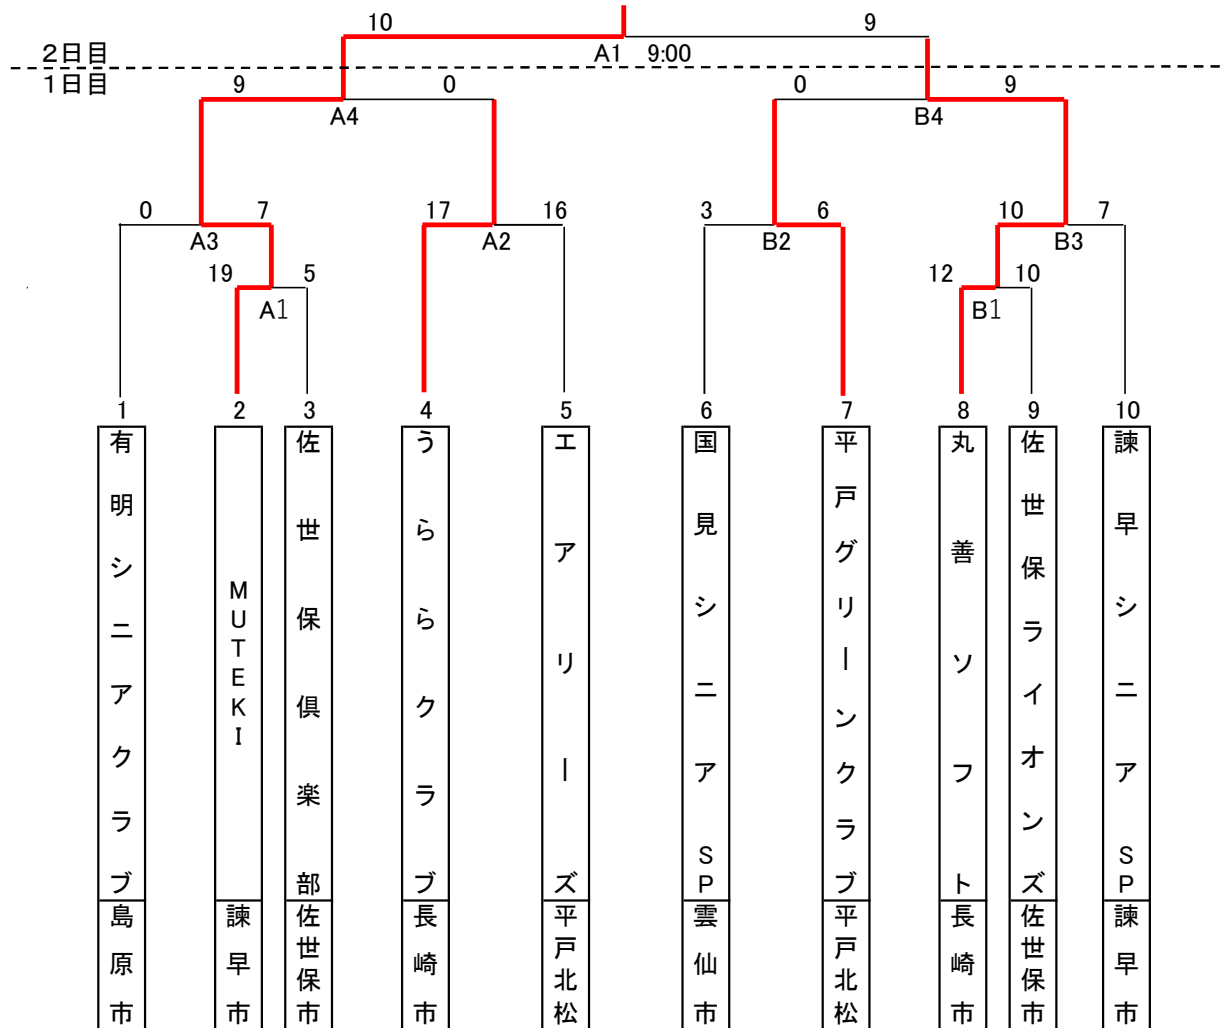 10 9
2日目 A1 9:00
1日目 9 0 0 9
A4 B4
0 7 17 16 3 6 10 7
A3 A2 B2 B3
19 5 12 10
A1 B1
1 2 3 4 5 6 7 8 9 10
有明シニアクラブ
島原市
MUTEKI
諫早市
佐世保倶楽部
佐世保市
うららクラブ
長崎市
エアリーズ
平戸北松
国見シニアSP
雲仙市
平戸グリーンクラブ
平戸北松
丸善ソフト
長崎市
佐世保ライオンズ
佐世保市
諫早シニアSP
諫早市